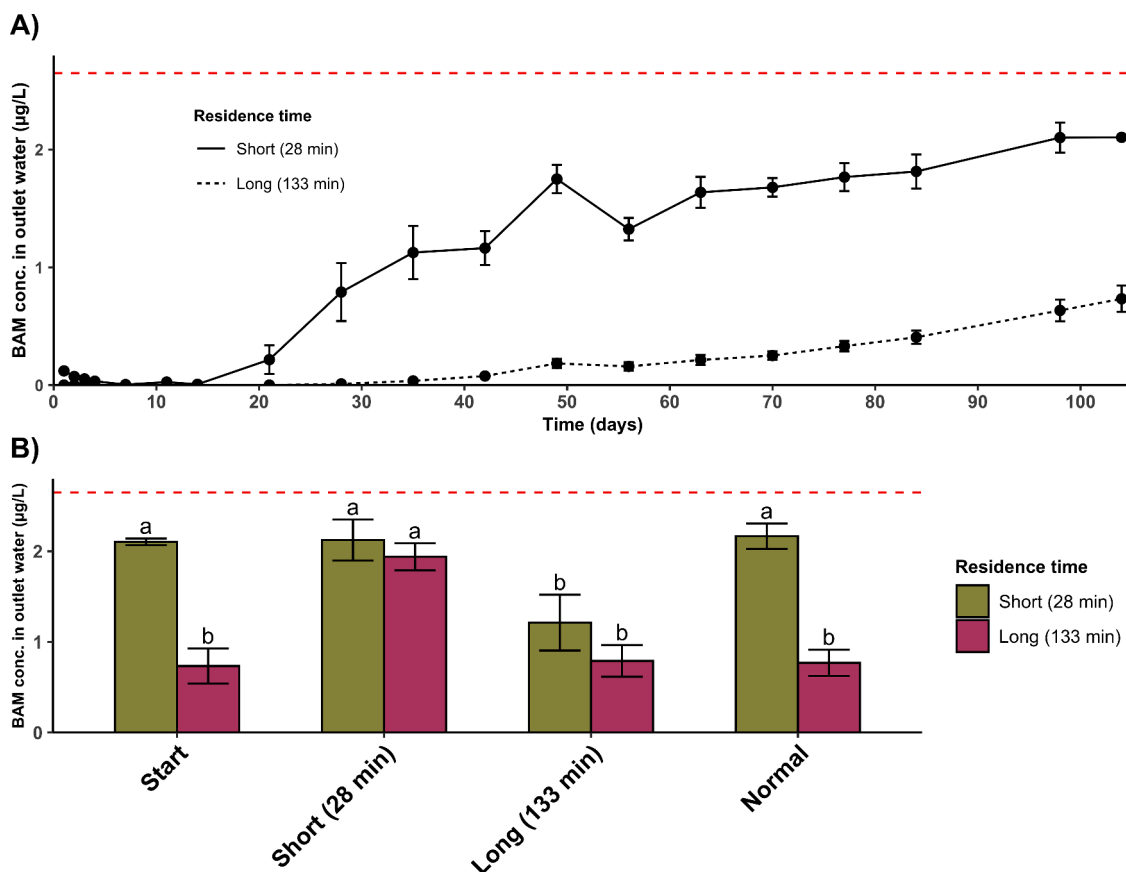 A)
BAM conc. in outlet water (µg/L)
2
1
0
Residence time
Short (28 min)
Long (133 min)
0 10 20 30 40 50 60 70 80 90 100
Time (days)
B)
BAM conc. in outlet water (µg/L)
2
1
0
a b a a b b a b
Start
Short (28 min)
Long (133 min)
Normal
Residence time
Short (28 min)
Long (133 min)